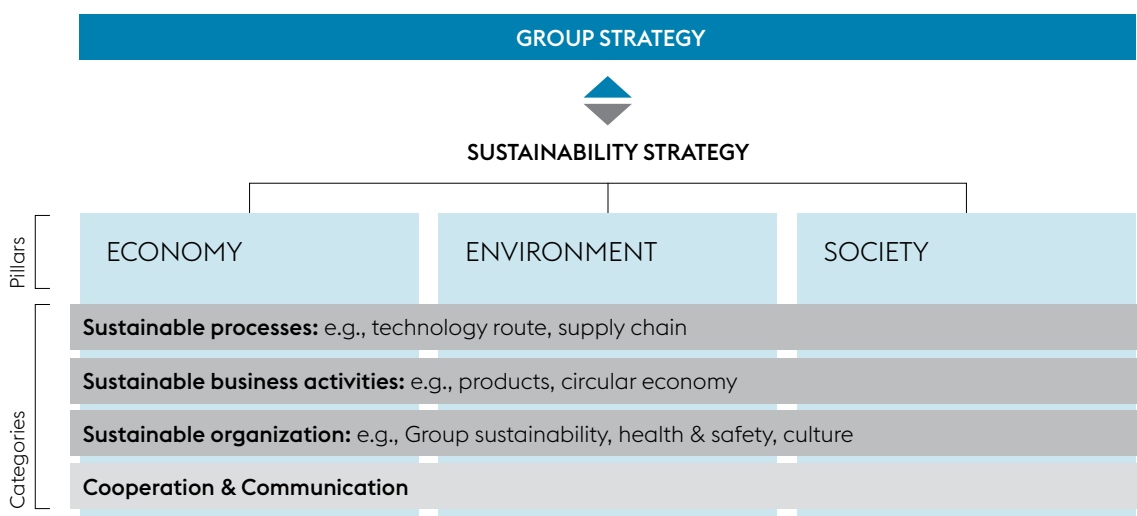 GROUP STRATEGY
SUSTAINABILITY STRATEGY
Pillars
ECONOMY
ENVIRONMENT
SOCIETY
Categories
Sustainable processes: e.g., technology route, supply chain
Sustainable business activities: e.g., products, circular economy
Sustainable organization: e.g., Group sustainability, health & safety, culture
Cooperation & Communication